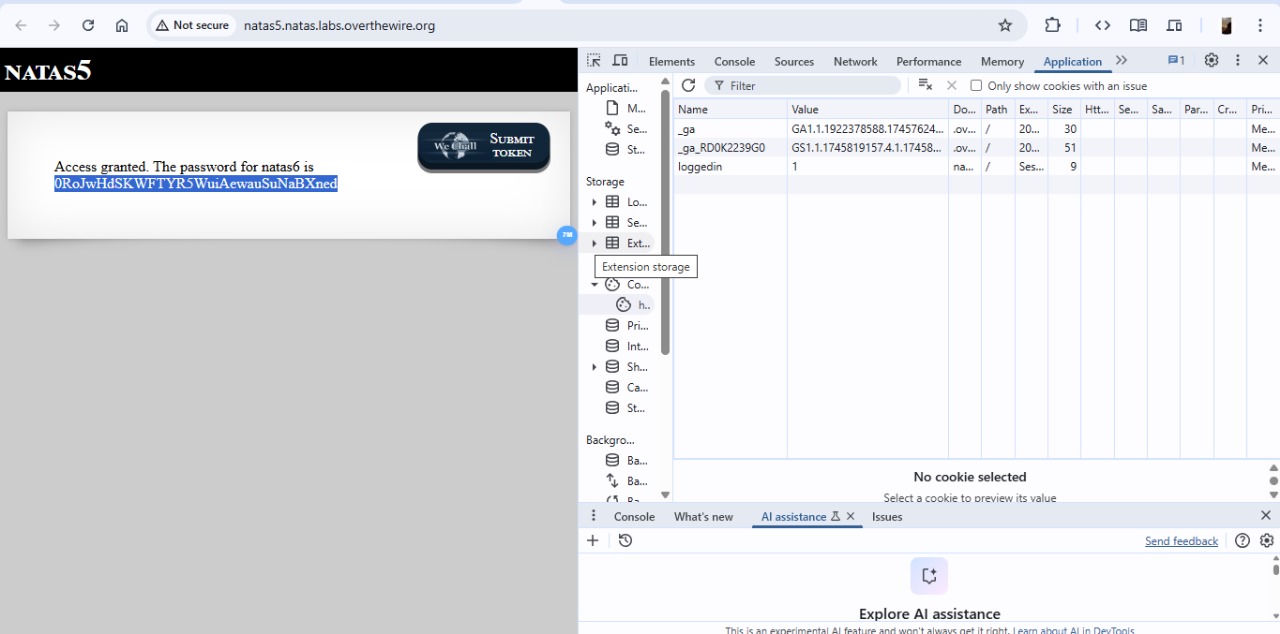 Not secure
natas5.natas.labs.overthewire.org
NATAS5
We Chall
SUBMIT
TOKEN
Access granted. The password for natas6 is
0RoJwHdSKWFTYR5WuiAewauSuNaBXned
Elements Console Sources Network Performance Memory Application 1
Filter
Only show cookies with an issue
Applicati...
M...
Se...
St...
Storage
Lo...
Se...
Ext...
Extension storage
Co...
h..
Pri...
Int...
Sh...
Ca...
St...
Backgro...
Ba...
Ba...
Name Value Do... Path Ex... Size Htt... Se... Sa... Par... Cr... Pri...
_ga GA1.1.1922378588.17457624... .ov... / 20... 30 Me...
_ga_RD0K2239G0 GS1.1.1745819157.4.1.17458... .ov... / 20... 51 Me...
loggedin 1 na... / Ses... 9 Me...
No cookie selected
Select a cookie to preview its value
Console What's new AI assistance Issues
Send feedback
Explore AI assistance
This is an experimental AI feature and won't always get it right. Learn about AI in DevTools